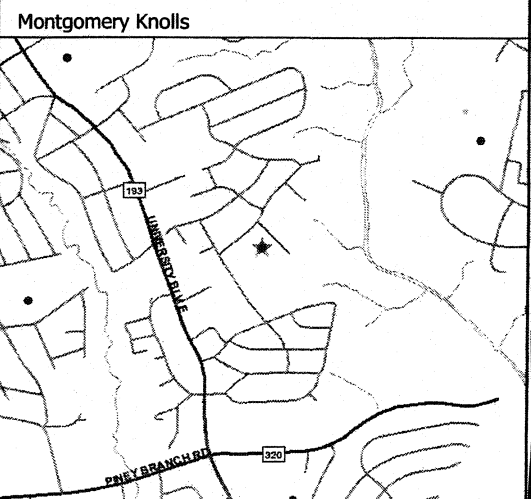 Montgomery Knolls
193
UNIVERSITY BLVD E
PINEY BRANCH RD
320